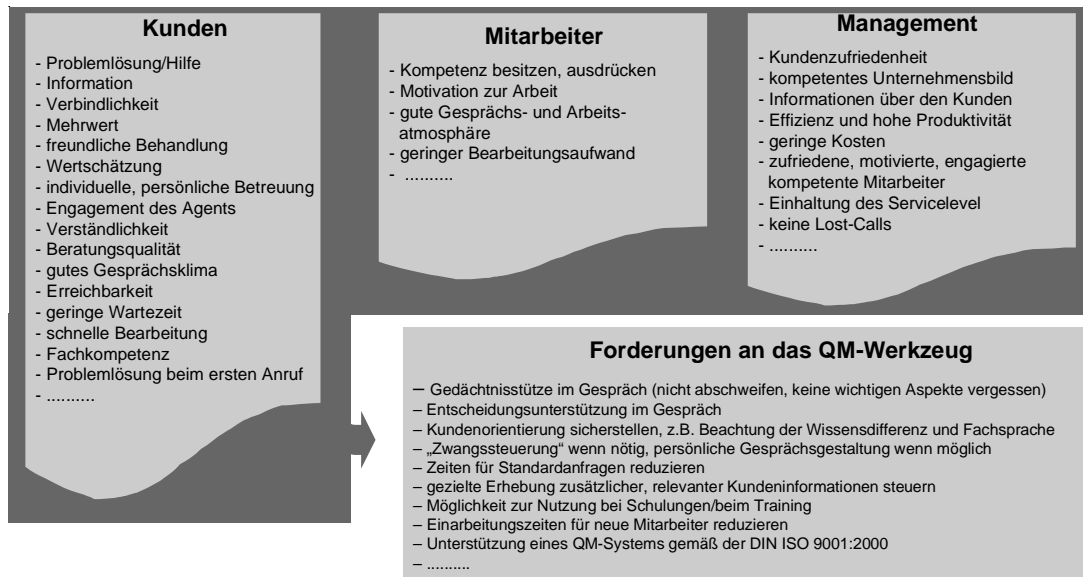 Kunden
- Problemlösung/Hilfe
- Information
- Verbindlichkeit
- Mehrwert
- freundliche Behandlung
- Wertschätzung
- individuelle, persönliche Betreuung
- Engagement des Agents
- Verständlichkeit
- Beratungsqualität
- gutes Gesprächsklima
- Erreichbarkeit
- geringe Wartezeit
- schnelle Bearbeitung
- Fachkompetenz
- Problemlösung beim ersten Anruf
- ..........
Mitarbeiter
- Kompetenz besitzen, ausdrücken
- Motivation zur Arbeit
- gute Gesprächs- und Arbeits-
atmosphäre
- geringer Bearbeitungsaufwand
- ..........
Management
- Kundenzufriedenheit
- kompetentes Unternehmensbild
- Informationen über den Kunden
- Effizienz und hohe Produktivität
- geringe Kosten
- zufriedene, motivierte, engagierte
kompetente Mitarbeiter
- Einhaltung des Servicelevel
- keine Lost-Calls
- ..........
Forderungen an das QM-Werkzeug
– Gedächtnisstütze im Gespräch (nicht abschweifen, keine wichtigen Aspekte vergessen)
– Entscheidungsunterstützung im Gespräch
– Kundenorientierung sicherstellen, z.B. Beachtung der Wissensdifferenz und Fachsprache
– „Zwangssteuerung“ wenn nötig, persönliche Gesprächsgestaltung wenn möglich
– Zeiten für Standardanfragen reduzieren
– gezielte Erhebung zusätzlicher, relevanter Kundeninformationen steuern
– Möglichkeit zur Nutzung bei Schulungen/beim Training
– Einarbeitungszeiten für neue Mitarbeiter reduzieren
– Unterstützung eines QM-Systems gemäß der DIN ISO 9001:2000
– ..........